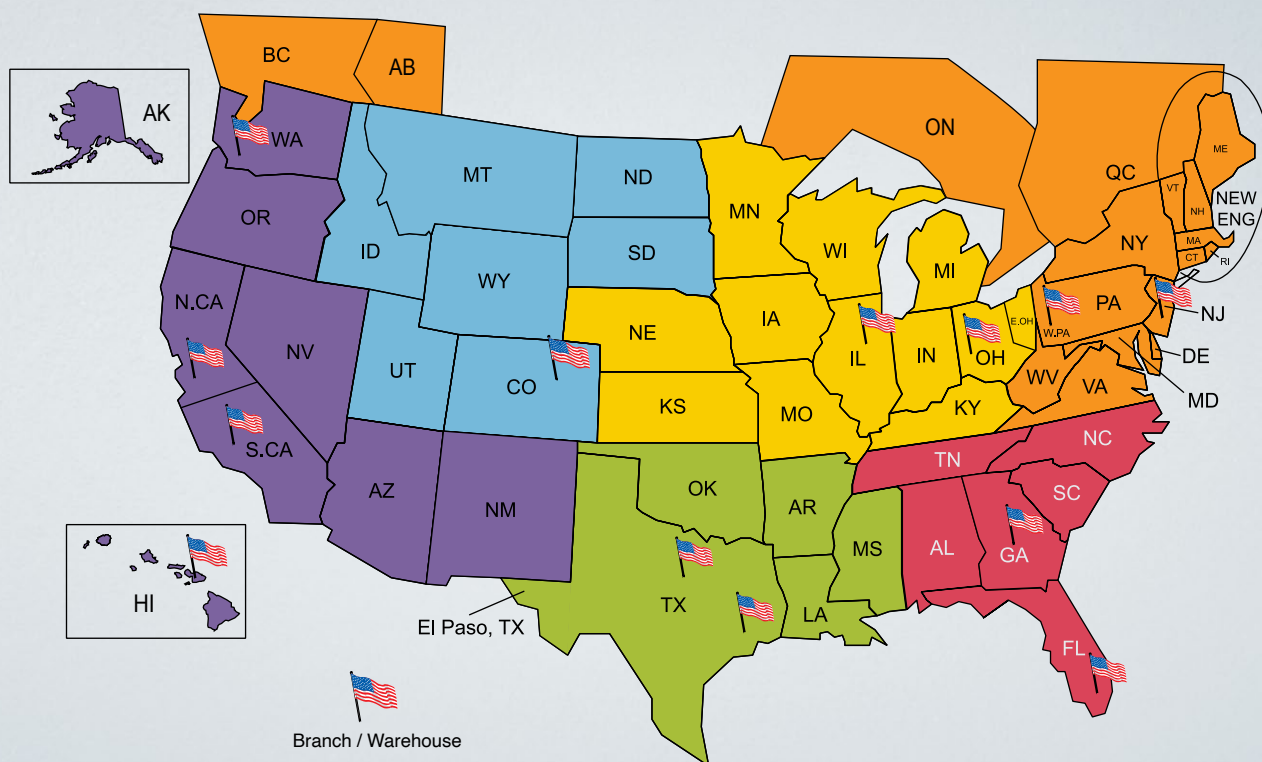 BC
AB
AK
WA
ON
ME
QC
MT
ND
VT
NEW
ENG
MN
NH
OR
WI
MA
NY
RI
SD
CT
ID
MI
WY
N.CA
PA
NJ
IA
E.OH
NE
W.PA
NV
IL
IN
OH
DE
UT
CO
WV
VA
MD
KS
MO
KY
S.CA
NC
TN
AZ
OK
SC
NM
AR
MS
AL
GA
HI
TX
LA
El Paso, TX
FL
Branch / Warehouse